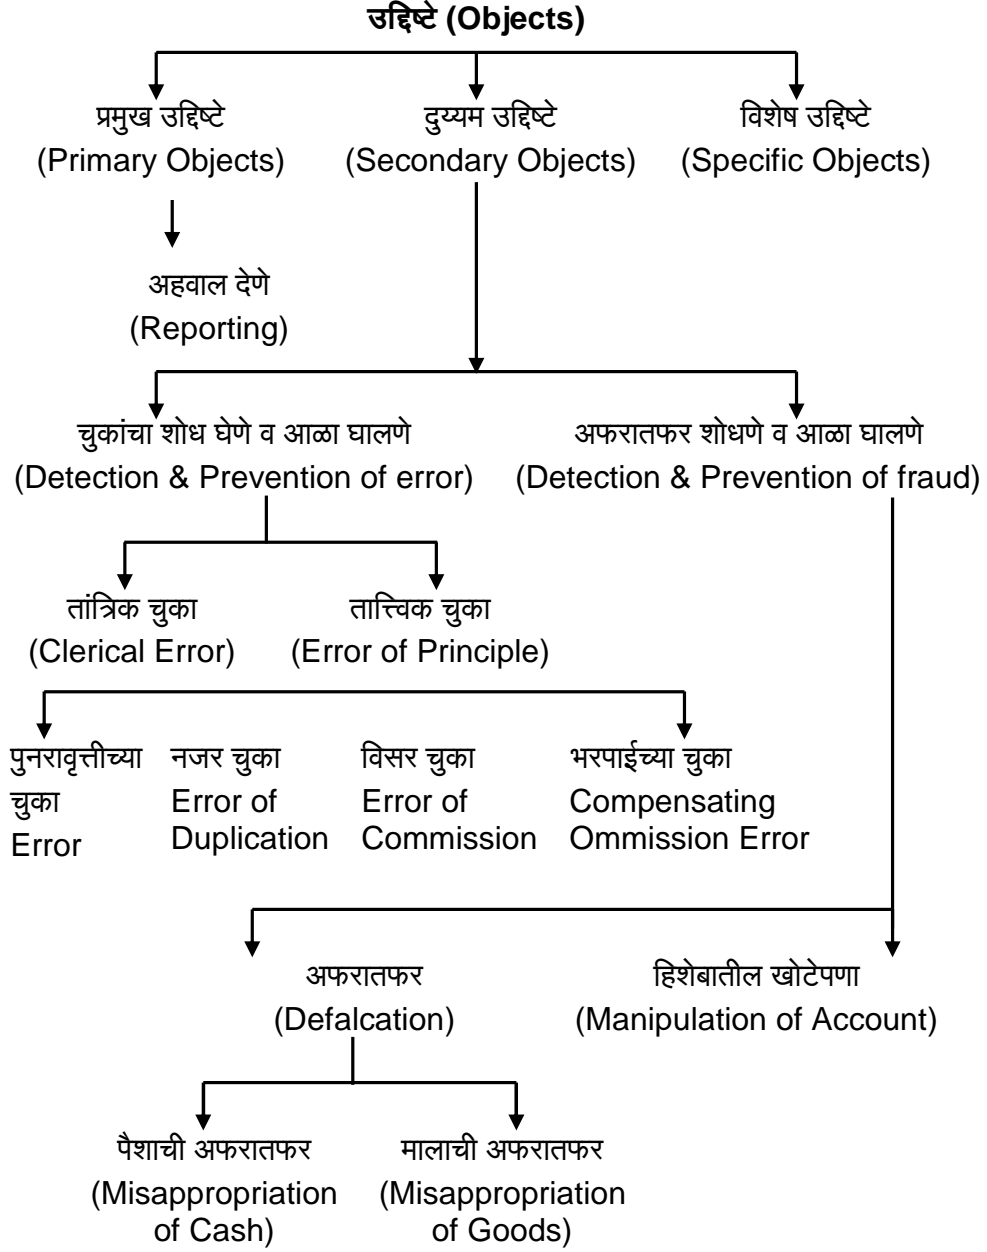 उद्दिष्टे (Objects)
प्रमुख उद्दिष्टे
(Primary Objects)
दुय्यम उद्दिष्टे
(Secondary Objects)
विशेष उद्दिष्टे
(Specific Objects)
अहवाल देणे
(Reporting)
चुकांचा शोध घेणे व आळा घालणे
(Detection & Prevention of error)
अफरातफर शोधणे व आळा घालणे
(Detection & Prevention of fraud)
तांत्रिक चुका
(Clerical Error)
तात्त्विक चुका
(Error of Principle)
पुनरावृत्तीच्या
चुका
Error
नजर चुका
Error of
Duplication
विसर चुका
Error of
Commission
भरपाईच्या चुका
Compensating
Ommission Error
अफरातफर
(Defalcation)
हिशेबातील खोटेपणा
(Manipulation of Account)
पैशाची अफरातफर
(Misappropriation
of Cash)
मालाची अफरातफर
(Misappropriation
of Goods)